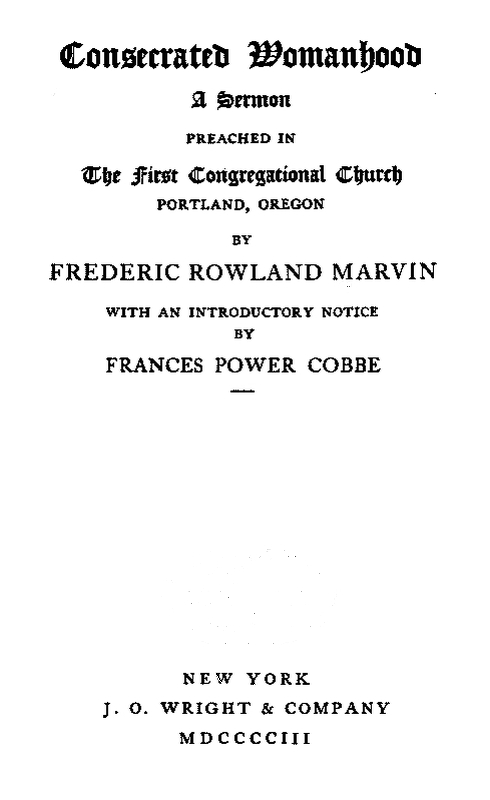 Consecrated Womanhood
A Sermon
PREACHED IN
The First Congregational Church
PORTLAND, OREGON
BY
FREDERIC ROWLAND MARVIN
WITH AN INTRODUCTORY NOTICE
BY
FRANCES POWER COBBE
NEW YORK
J. O. WRIGHT & COMPANY
MDCCCCIII